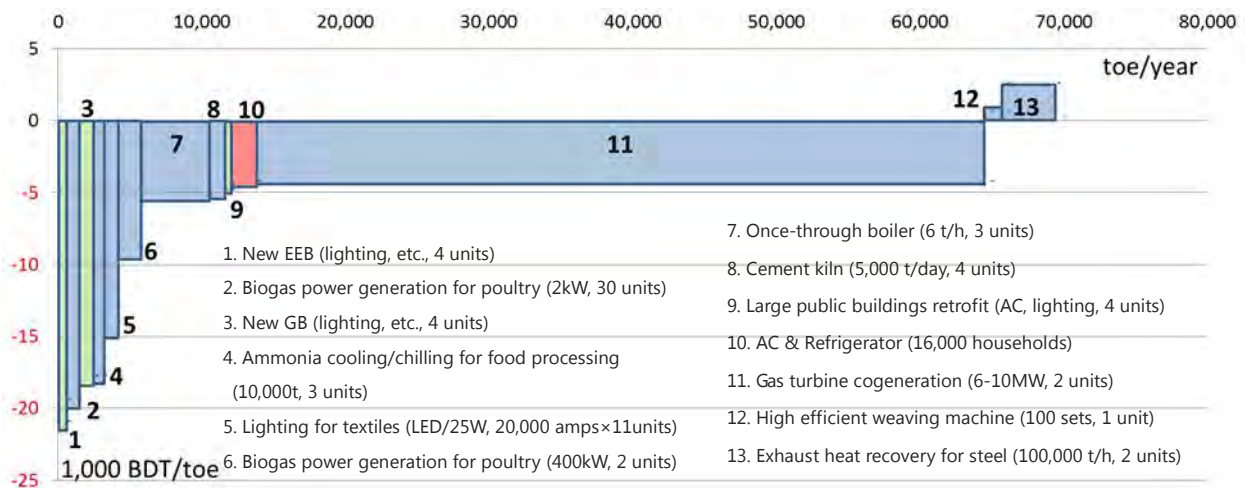 10,000 20,000 30,000 40,000 50,000 60,000 70,000 80,000
5
toe/year
3 8 10 12 13
0
7 11
-5
9
6
-10
5
-15
4
-20
2
1
1,000 BDT/toe
-25
1. New EEB (lighting, etc., 4 units)
2. Biogas power generation for poultry (2kW, 30 units)
3. New GB (lighting, etc., 4 units)
4. Ammonia cooling/chilling for food processing
(10,000t, 3 units)
5. Lighting for textiles (LED/25W, 20,000 amps×11units)
6. Biogas power generation for poultry (400kW, 2 units)
7. Once-through boiler (6 t/h, 3 units)
8. Cement kiln (5,000 t/day, 4 units)
9. Large public buildings retrofit (AC, lighting, 4 units)
10. AC & Refrigerator (16,000 households)
11. Gas turbine cogeneration (6-10MW, 2 units)
12. High efficient weaving machine (100 sets, 1 unit)
13. Exhaust heat recovery for steel (100,000 t/h, 2 units)